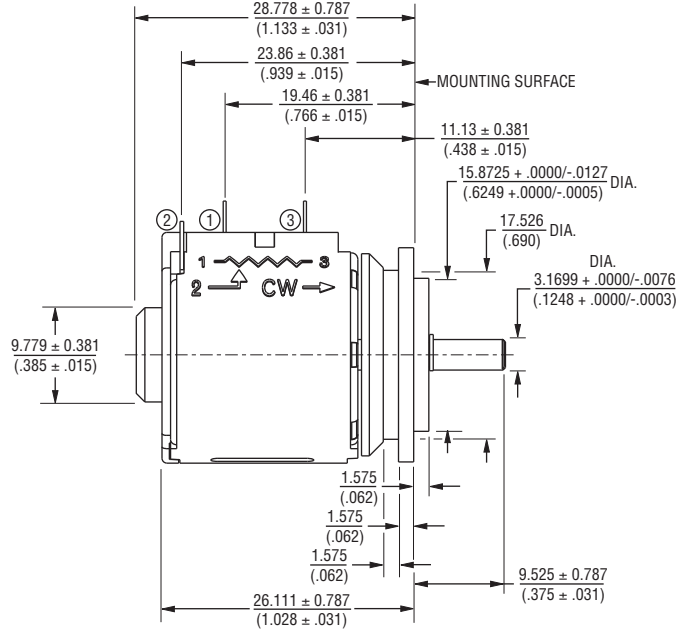 28.778 ± 0.787
(1.133 ± .031)
23.86 ± 0.381
(.939 ± .015)
MOUNTING SURFACE
19.46 ± 0.381
(.766 ± .015)
11.13 ± 0.381
(.438 ± .015)
15.8725 + .0000/-.0127 DIA.
(.6249 +.0000/-.0005)
17.526 DIA.
(.690)
2 1 3
1 3
2 CW
DIA.
3.1699 + .0000/-.0076
(.1248 + .0000/-.0003)
9.779 ± 0.381
(.385 ± .015)
1.575
(.062)
1.575
(.062)
1.575
(.062)
9.525 ± 0.787
(.375 ± .031)
26.111 ± 0.787
(1.028 ± .031)